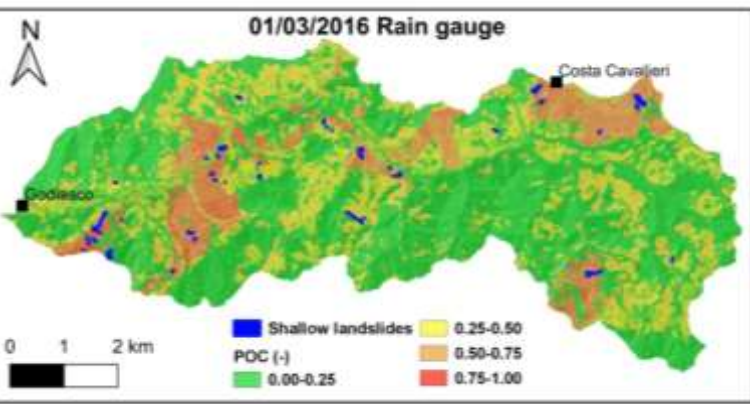 01/03/2016 Rain gauge
N
Costa Cavalieri
Godiasco
Shallow landslides
0.25-0.50
0 1 2 km
POC (-)
0.50-0.75
0.00-0.25
0.75-1.00